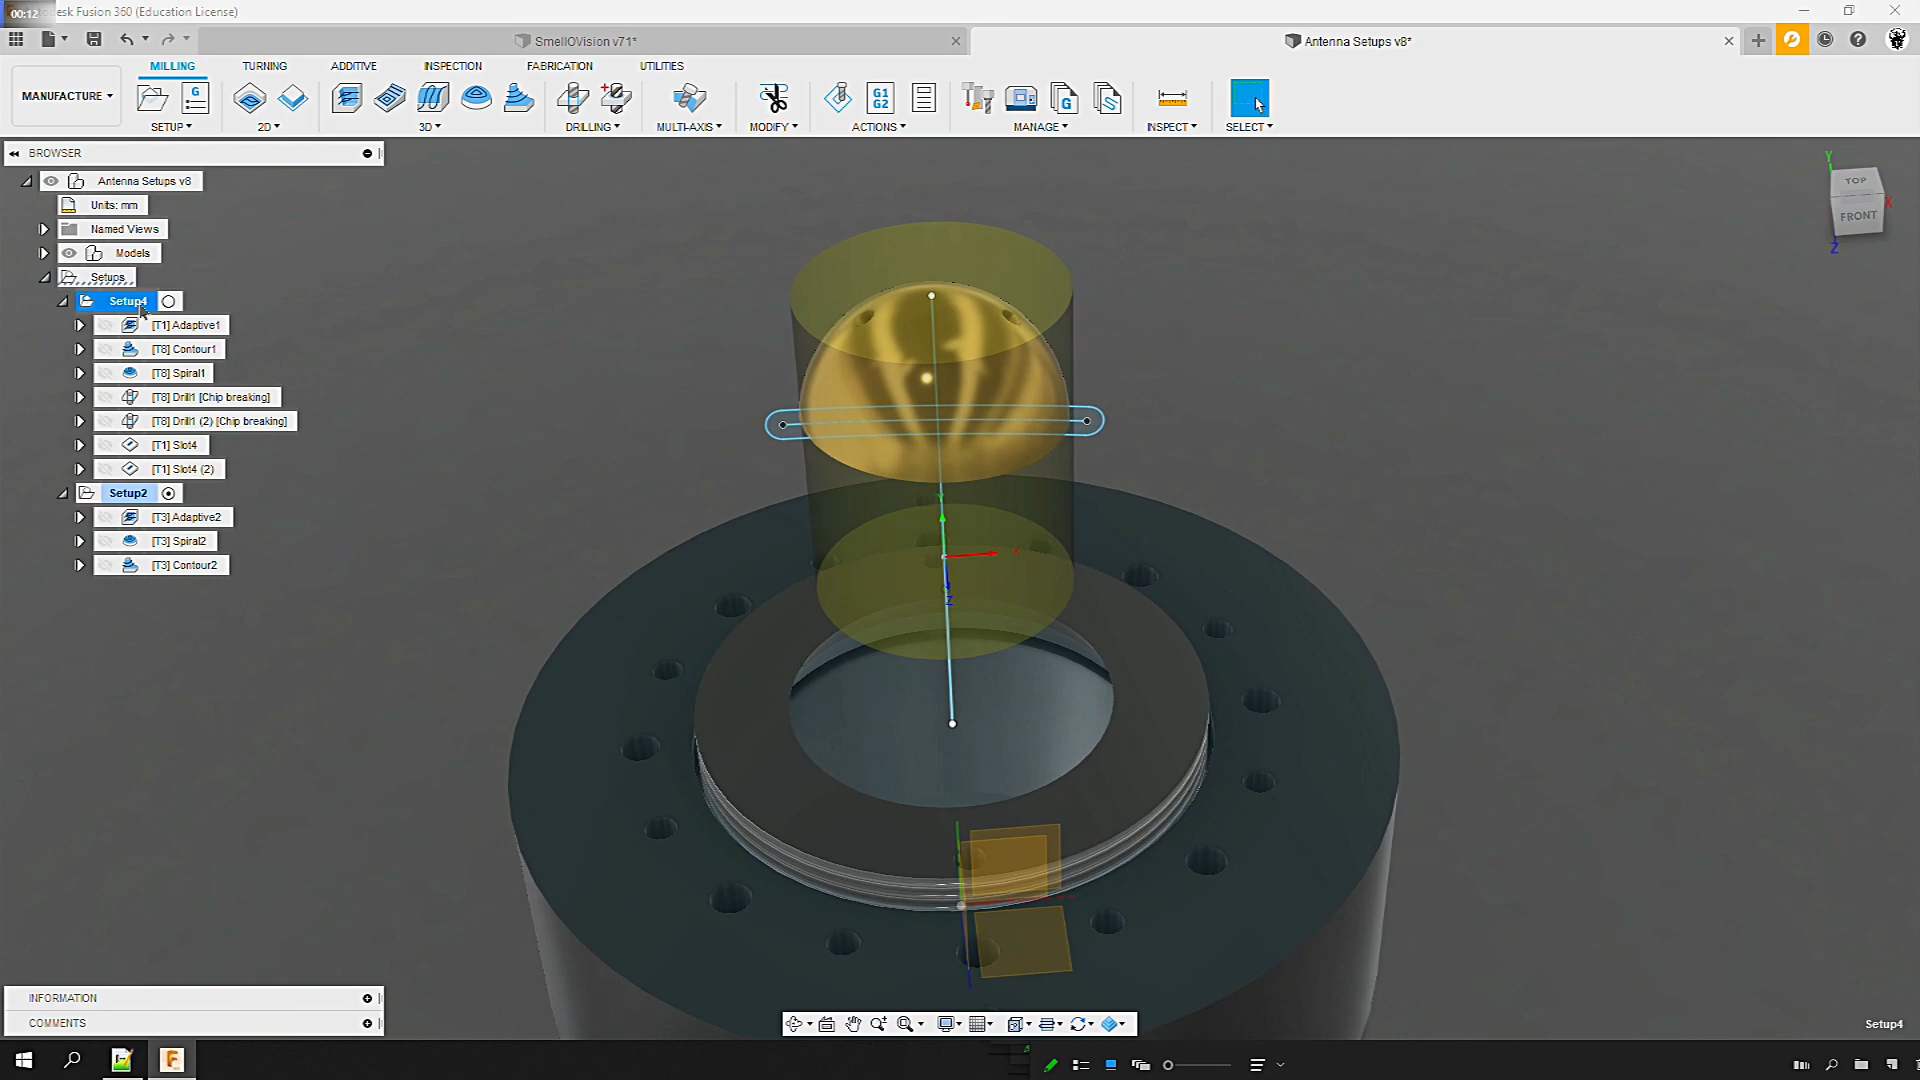 00:12
desk Fusion 360 (Education License)
SmellOVision v71*
Antenna Setups v8*
MILLING
TURNING
ADDITIVE
INSPECTION
FABRICATION
UTILITIES
MANUFACTURE
G
G1
G2
G
S
SETUP
2D
3D
DRILLING
MULTI-AXIS
MODIFY
ACTIONS
MANAGE
INSPECT
SELECT
BROWSER
Antenna Setups v8
Units: mm
Named Views
Models
Setups
Setup4
[T1] Adaptive1
[T8] Contour1
[T8] Spiral1
[T8] Drill1 [Chip breaking]
[T8] Drill1 (2) [Chip breaking]
[T1] Slot4
[T1] Slot4 (2)
Setup2
[T3] Adaptive2
[T3] Spiral2
[T3] Contour2
Y
TOP
X
FRONT
Z
Y
X
Z
INFORMATION
COMMENTS
Setup4